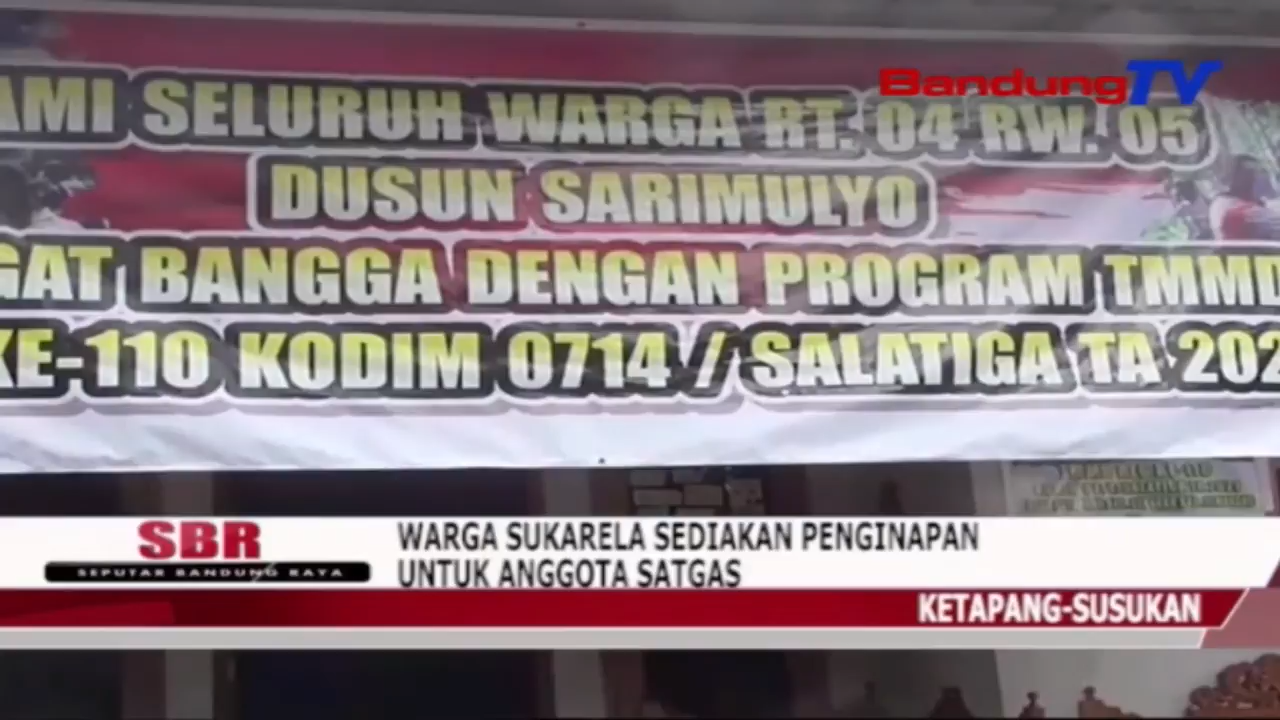 BandungTV
AMI SELURUH WARGA RT. 04 RW. 05
DUSUN SARIMULYO
GAT BANGGA DENGAN PROGRAM TMMD
KE-110 KODIM 0714 / SALATIGA TA 202
SBR
SEPUTAR BANDUNG RAYA
WARGA SUKARELA SEDIAKAN PENGINAPAN
UNTUK ANGGOTA SATGAS
KETAPANG-SUSUKAN